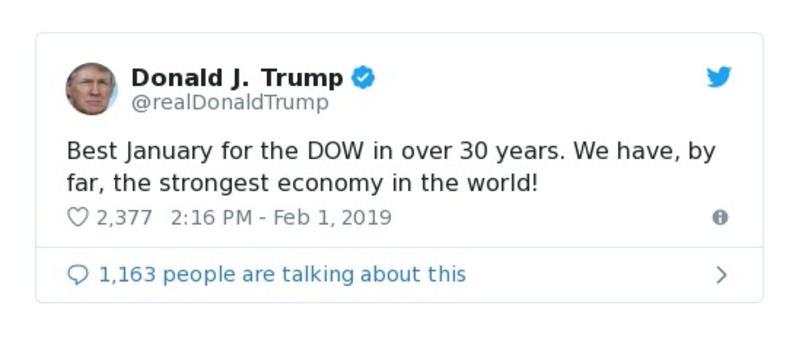 Donald J. Trump
@realDonaldTrump
Best January for the DOW in over 30 years. We have, by
far, the strongest economy in the world!
2,377 2:16 PM - Feb 1, 2019
1,163 people are talking about this